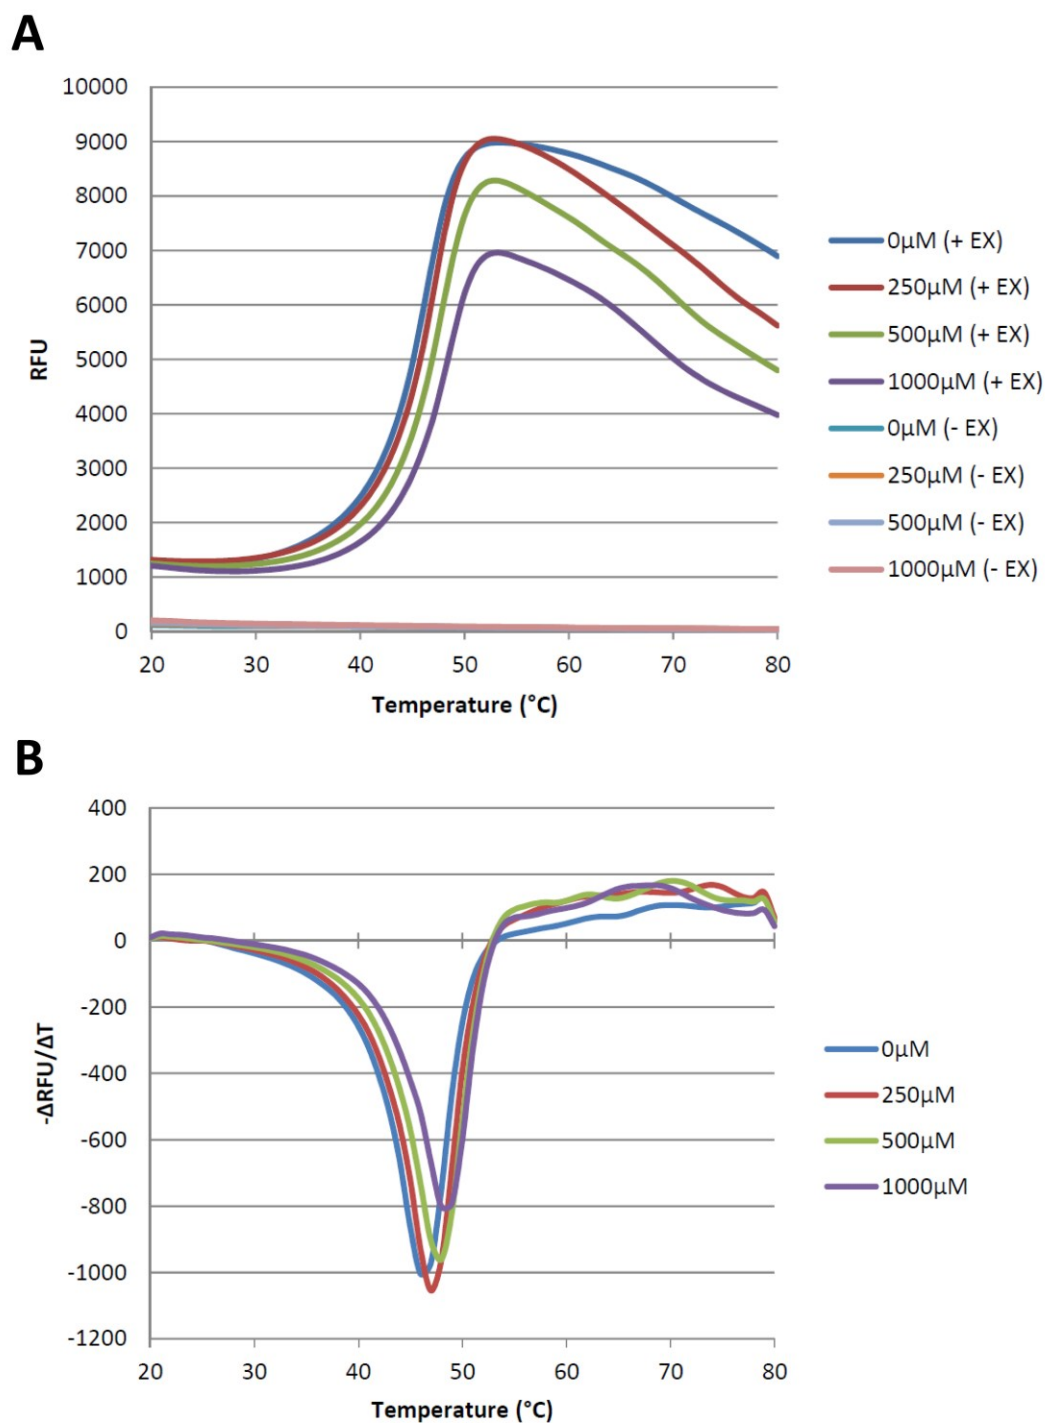 A
10000
9000
8000
7000
6000
5000
4000
3000
2000
1000
0
RFU
20 30 40 50 60 70 80
Temperature (°C)
0µM (+ EX)
250µM (+ EX)
500µM (+ EX)
1000µM (+ EX)
0µM (- EX)
250µM (- EX)
500µM (- EX)
1000µM (- EX)
B
400
200
0
-200
-400
-600
-800
-1000
-1200
-ΔRFU/ΔT
20 30 40 50 60 70 80
Temperature (°C)
0µM
250µM
500µM
1000µM